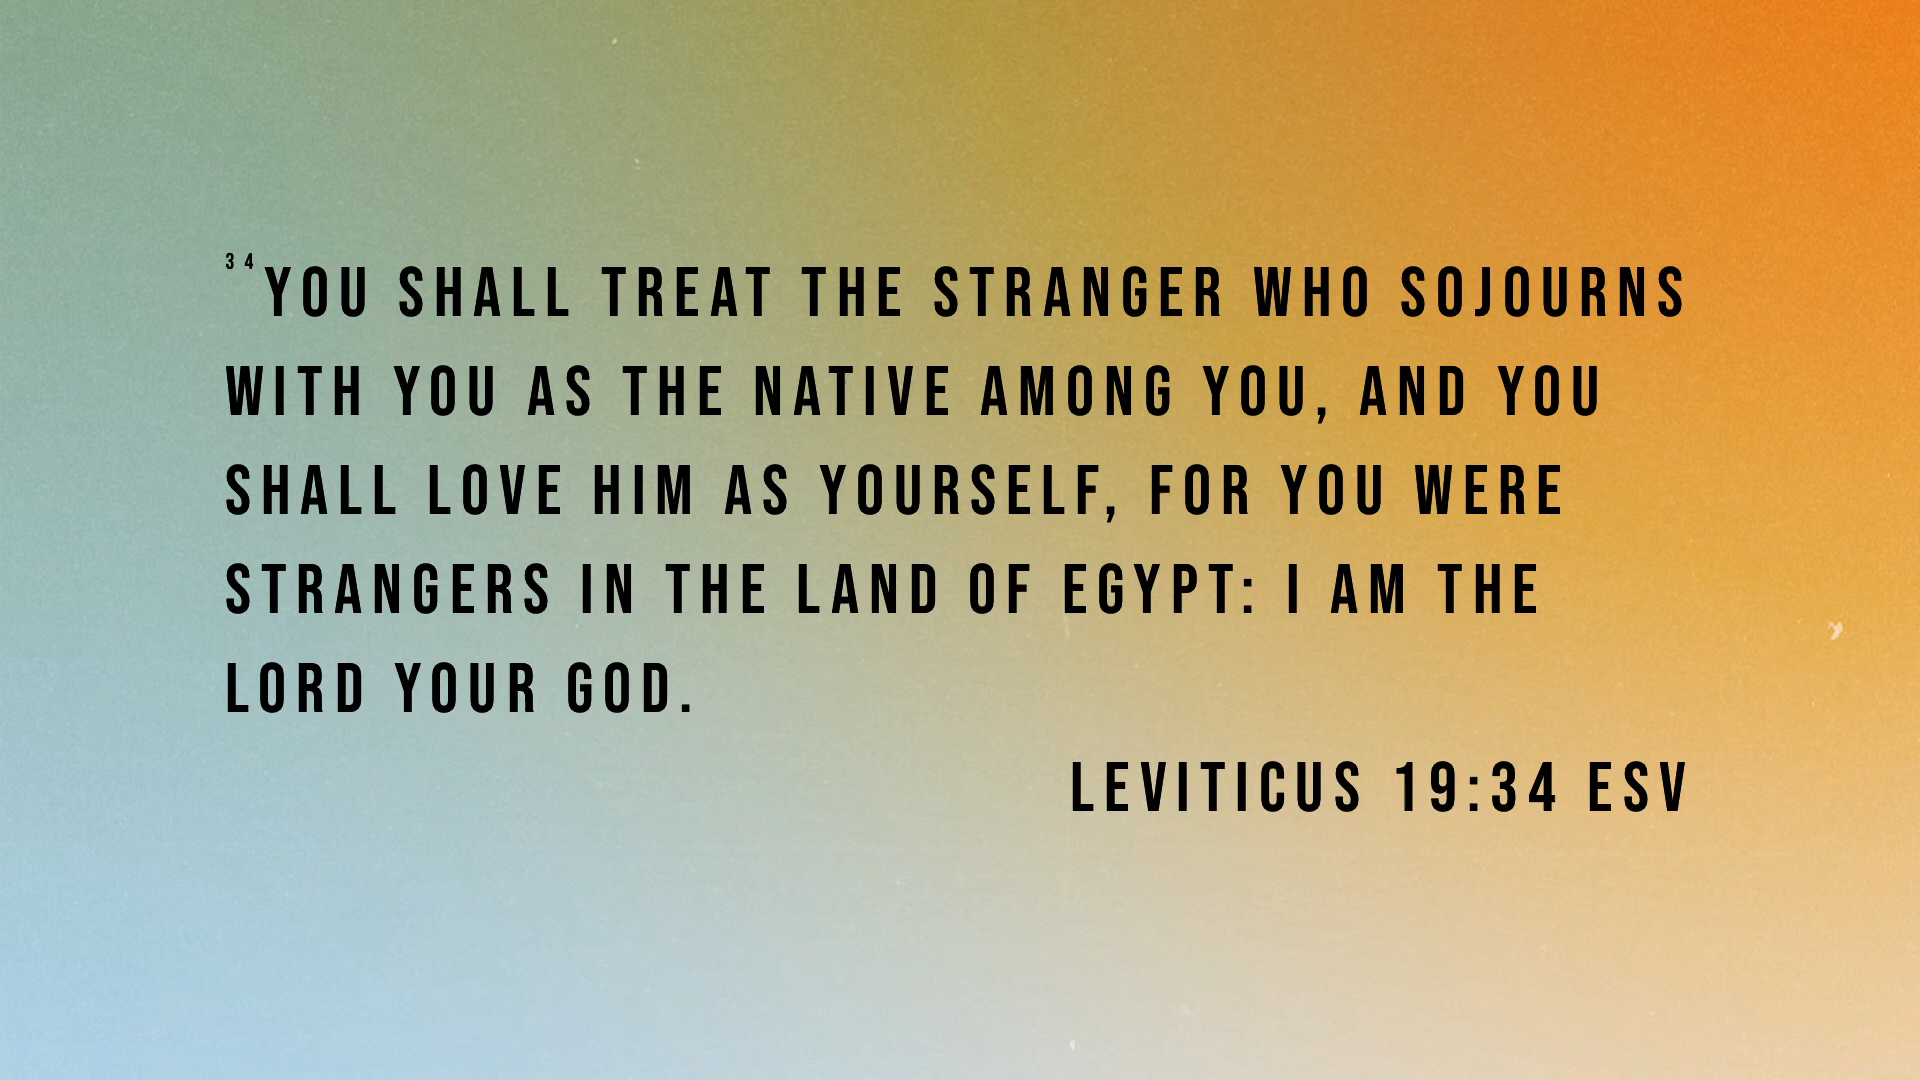 34 YOU SHALL TREAT THE STRANGER WHO SOJOURNS
WITH YOU AS THE NATIVE AMONG YOU, AND YOU
SHALL LOVE HIM AS YOURSELF, FOR YOU WERE
STRANGERS IN THE LAND OF EGYPT: I AM THE
LORD YOUR GOD.
LEVITICUS 19:34 ESV